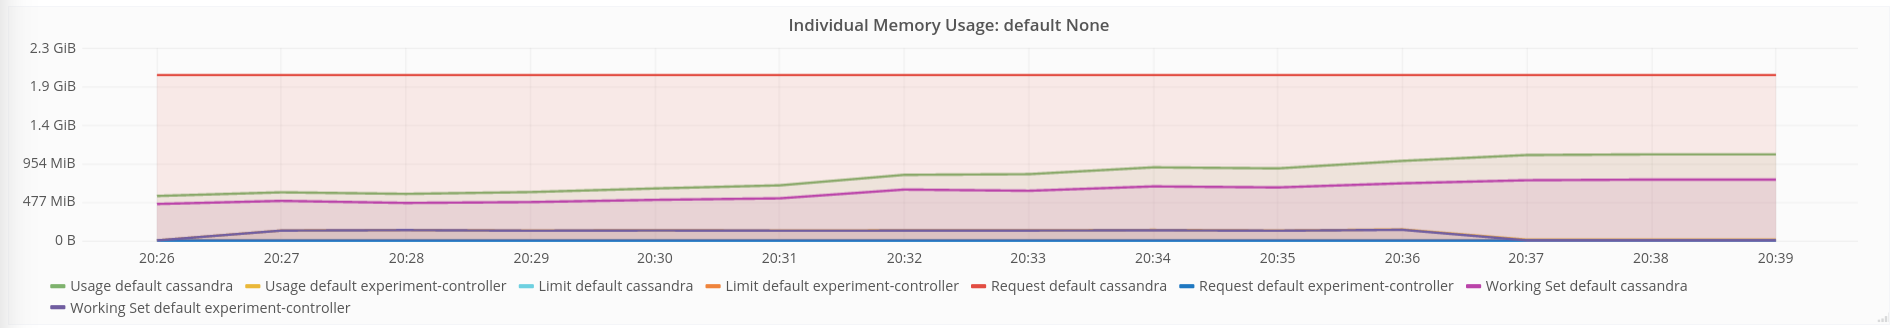 Individual Memory Usage: default None
2.3 GiB
1.9 GiB
1.4 GiB
954 MiB
477 MiB
0 B
20:26 20:27 20:28 20:29 20:30 20:31 20:32 20:33 20:34 20:35 20:36 20:37 20:38 20:39
Usage default cassandra Usage default experiment-controller Limit default cassandra Limit default experiment-controller Request default cassandra Request default experiment-controller Working Set default cassandra
Working Set default experiment-controller